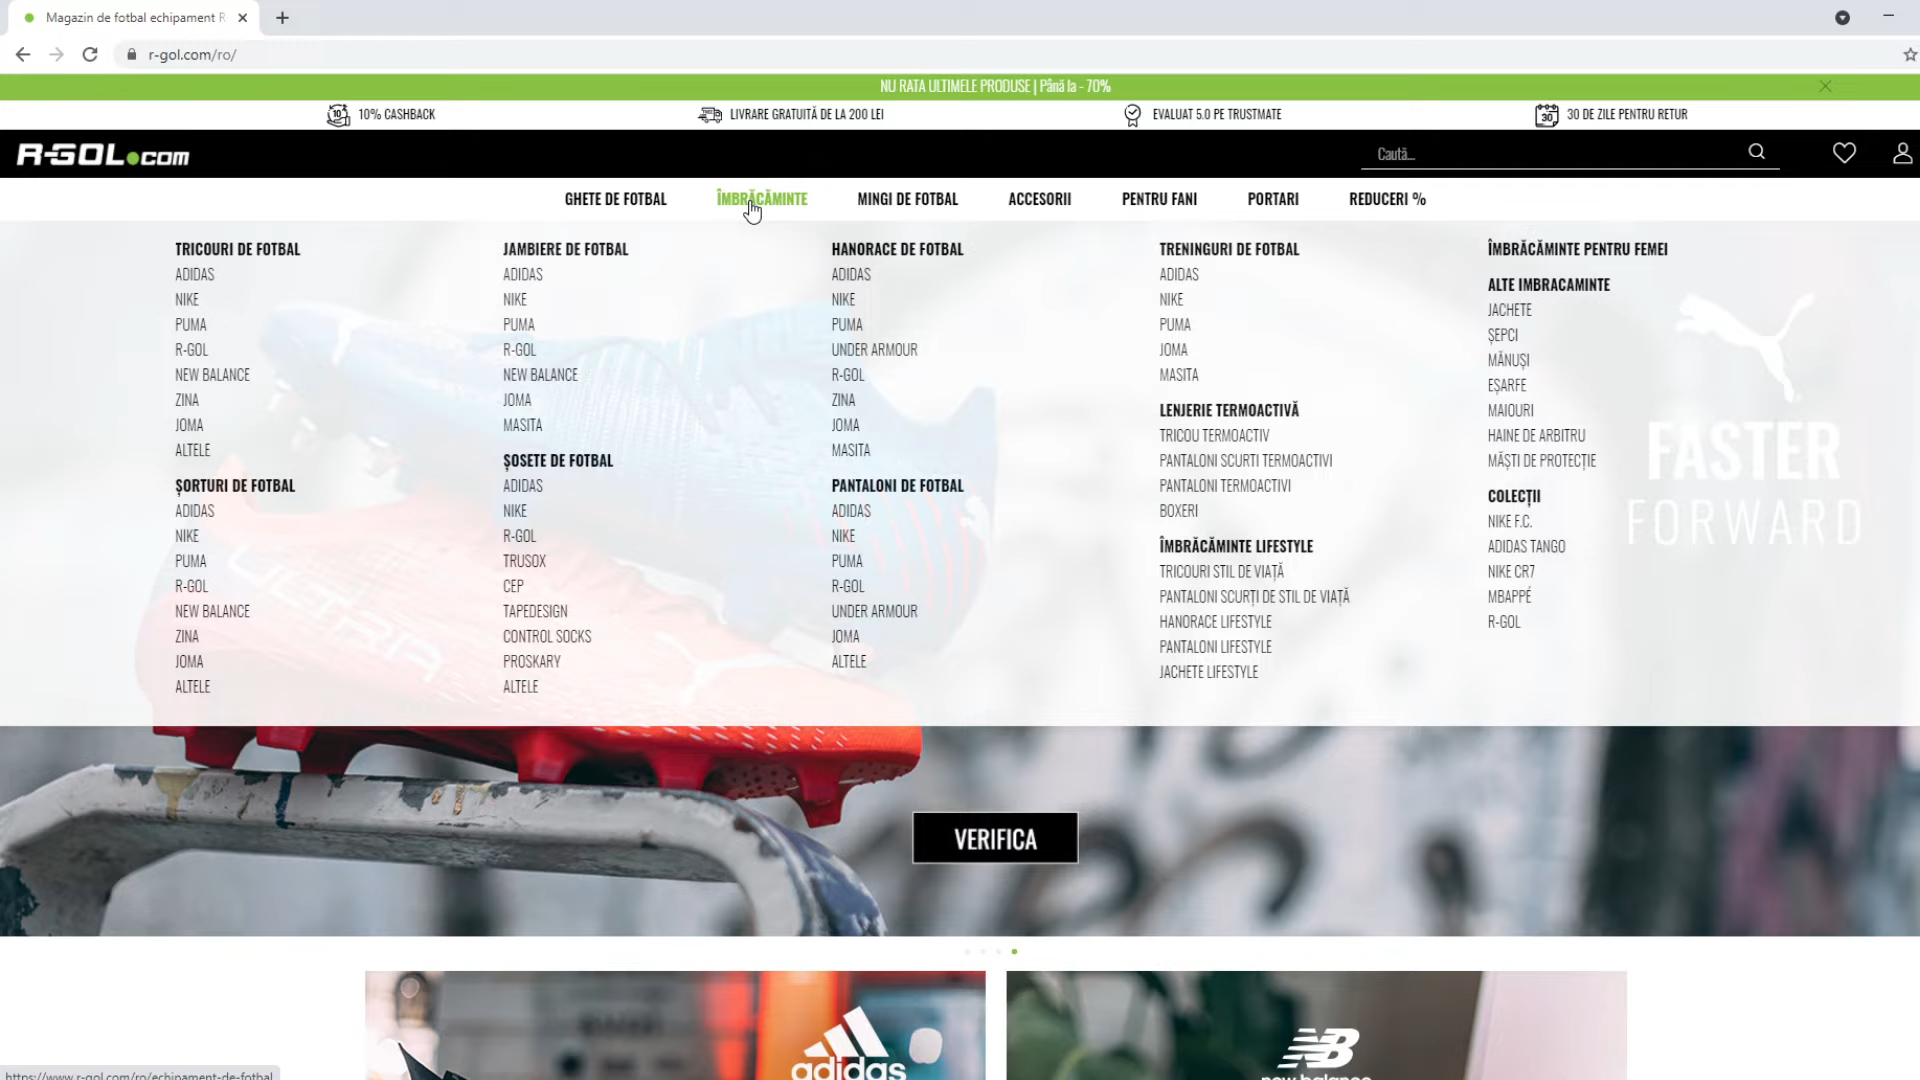 Magazin de fotbal echipament R
r-gol.com/ro/
NU RATA ULTIMELE PRODUSE | Până la - 70%
10% CASHBACK
LIVRARE GRATUITĂ DE LA 200 LEI
EVALUAT 5.0 PE TRUSTMATE
30 DE ZILE PENTRU RETUR
R-GOL.COM
Caută...
GHETE DE FOTBAL
ÎMBRĂCĂMINTE
MINGI DE FOTBAL
ACCESORII
PENTRU FANI
PORTARI
REDUCERI %
TRICOURI DE FOTBAL
ADIDAS
NIKE
PUMA
R-GOL
NEW BALANCE
ZINA
JOMA
ALTELE
ȘORTURI DE FOTBAL
ADIDAS
NIKE
PUMA
R-GOL
NEW BALANCE
ZINA
JOMA
ALTELE
JAMBIERE DE FOTBAL
ADIDAS
NIKE
PUMA
R-GOL
NEW BALANCE
JOMA
MASITA
ȘOSETE DE FOTBAL
ADIDAS
NIKE
R-GOL
TRUSOX
CEP
TAPEDESIGN
CONTROL SOCKS
PROSKARY
ALTELE
HANORACE DE FOTBAL
ADIDAS
NIKE
PUMA
UNDER ARMOUR
R-GOL
ZINA
JOMA
MASITA
PANTALONI DE FOTBAL
ADIDAS
NIKE
PUMA
R-GOL
UNDER ARMOUR
JOMA
ALTELE
TRENINGURI DE FOTBAL
ADIDAS
NIKE
PUMA
JOMA
MASITA
LENJERIE TERMOACTIVĂ
TRICOU TERMOACTIV
PANTALONI SCURTI TERMOACTIVI
PANTALONI TERMOACTIVI
BOXERI
ÎMBRĂCĂMINTE LIFESTYLE
TRICOURI STIL DE VIAȚĂ
PANTALONI SCURȚI DE STIL DE VIAȚĂ
HANORACE LIFESTYLE
PANTALONI LIFESTYLE
JACHETE LIFESTYLE
ÎMBRĂCĂMINTE PENTRU FEMEI
ALTE IMBRACAMINTE
JACHETE
ȘEPCI
MĂNUȘI
EȘARFE
MAIOURI
HAINE DE ARBITRU
MĂȘTI DE PROTECȚIE
COLECȚII
NIKE F.C.
ADIDAS TANGO
NIKE CR7
MBAPPÉ
R-GOL
FASTER
FORWARD
ULTRA
VERIFICA
adidas
new balance
https://www.r-gol.com/ro/echipament-de-fotbal